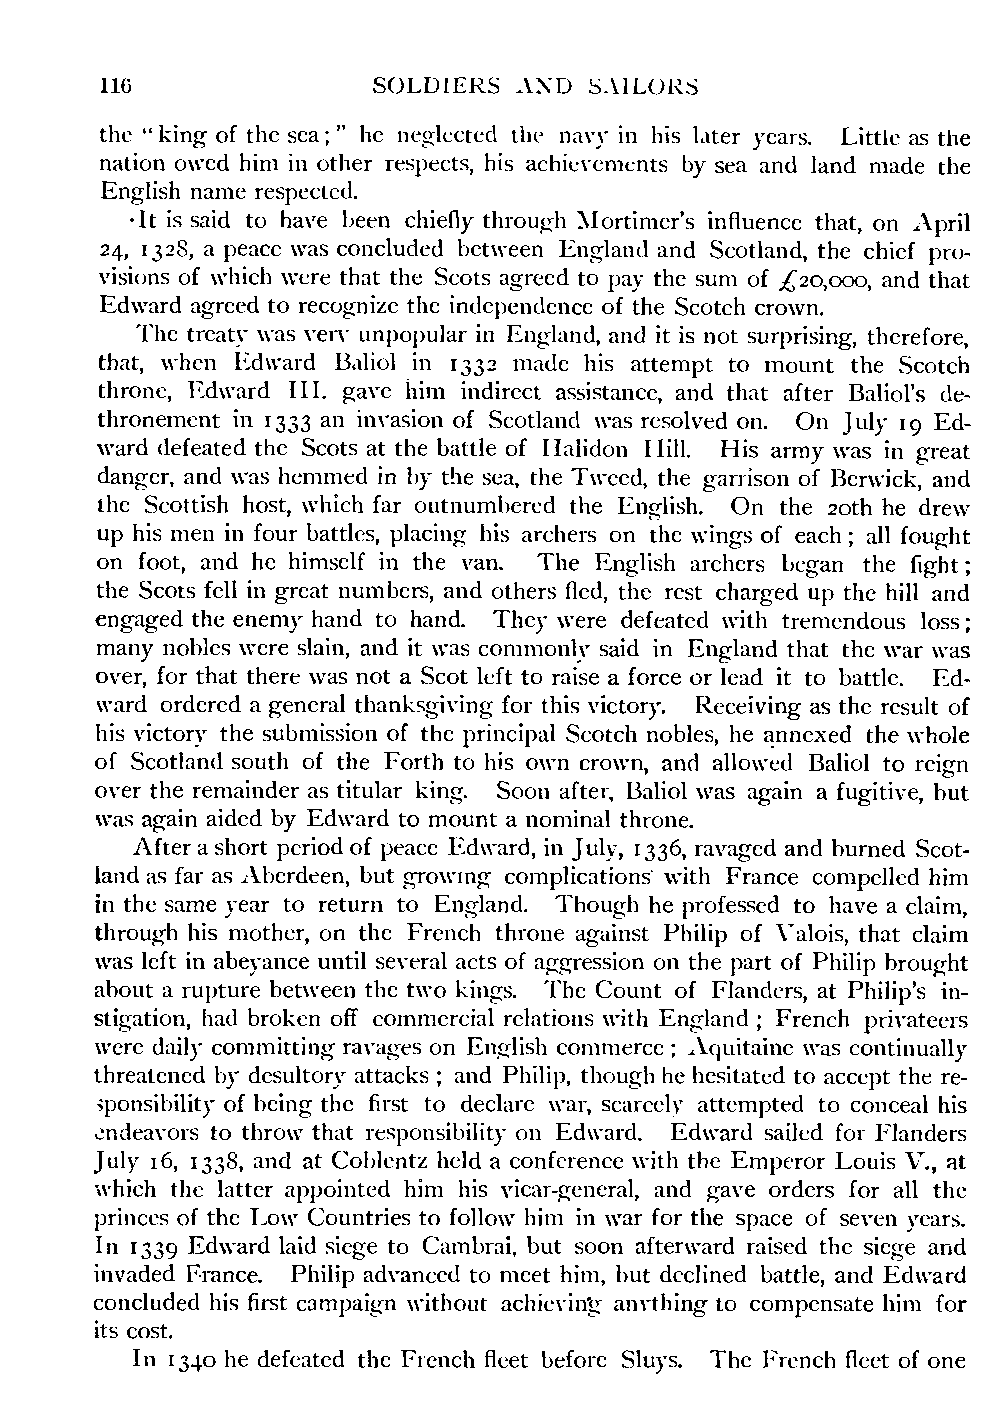 116 SOLDIERS AND SAILORS
the “king of the sea;” he neglected the navy in his later years. Little as the
nation owed him in other respects, his achievements by sea and land made the
English name respected.
It is said to have been chiefly through Mortimer's influence that, on April
24, 1328, a peace was concluded between England and Scotland, the chief pro-
visions of which were that the Scots agreed to pay the sum of £20,000, and that
Edward agreed to recognize the independence of the Scotch crown.
The treaty was very unpopular in England, and it is not surprising, therefore,
that, when Edward Baliol in 1332 made his attempt to mount the Scotch
throne, Edward III. gave him indirect assistance, and that after Baliol's de-
thronement in 1333 an invasion of Scotland was resolved on. On July 19 Ed-
ward defeated the Scots at the battle of Halidon Hill. His army was in great
danger, and was hemmed in by the sea, the Tweed, the garrison of Berwick, and
the Scottish host, which far outnumbered the English. On the 20th he drew
up his men in four battles, placing his archers on the wings of each; all fought
on foot, and he himself in the van. The English archers began the fight;
the Scots fell in great numbers, and others fled, the rest charged up the hill and
engaged the enemy hand to hand. They were defeated with tremendous loss;
many nobles were slain, and it was commonly said in England that the war was
over, for that there was not a Scot left to raise a force or lead it to battle. Ed-
ward ordered a general thanksgiving for this victory. Receiving as the result of
his victory the submission of the principal Scotch nobles, he annexed the whole
of Scotland south of the Forth to his own crown, and allowed Baliol to reign
over the remainder as titular king. Soon after, Baliol was again a fugitive, but
was again aided by Edward to mount a nominal throne.
After a short period of peace Edward, in July, 1336, ravaged and burned Scot-
land as far as Aberdeen, but growing complications with France compelled him
in the same year to return to England. Though he professed to have a claim,
through his mother, on the French throne against Philip of Valois, that claim
was left in abeyance until several acts of aggression on the part of Philip brought
about a rupture between the two kings. The Count of Flanders, at Philip's in-
stigation, had broken off commercial relations with England; French privateers
were daily committing ravages on English commerce; Aquitaine was continually
threatened by desultory attacks; and Philip, though he hesitated to accept the re-
sponsibility of being the first to declare war, scarcely attempted to conceal his
endeavors to throw that responsibility on Edward. Edward sailed for Flanders
July 16, 1338, and at Coblentz held a conference with the Emperor Louis V., at
which the latter appointed him his vicar-general, and gave orders for all the
princes of the Low Countries to follow him in war for the space of seven years.
In 1339 Edward laid siege to Cambrai, but soon afterward raised the siege and
invaded France. Philip advanced to meet him, but declined battle, and Edward
concluded his first campaign without achieving anything to compensate him for
its cost.
In 1340 he defeated the French fleet before Sluys. The French fleet of one